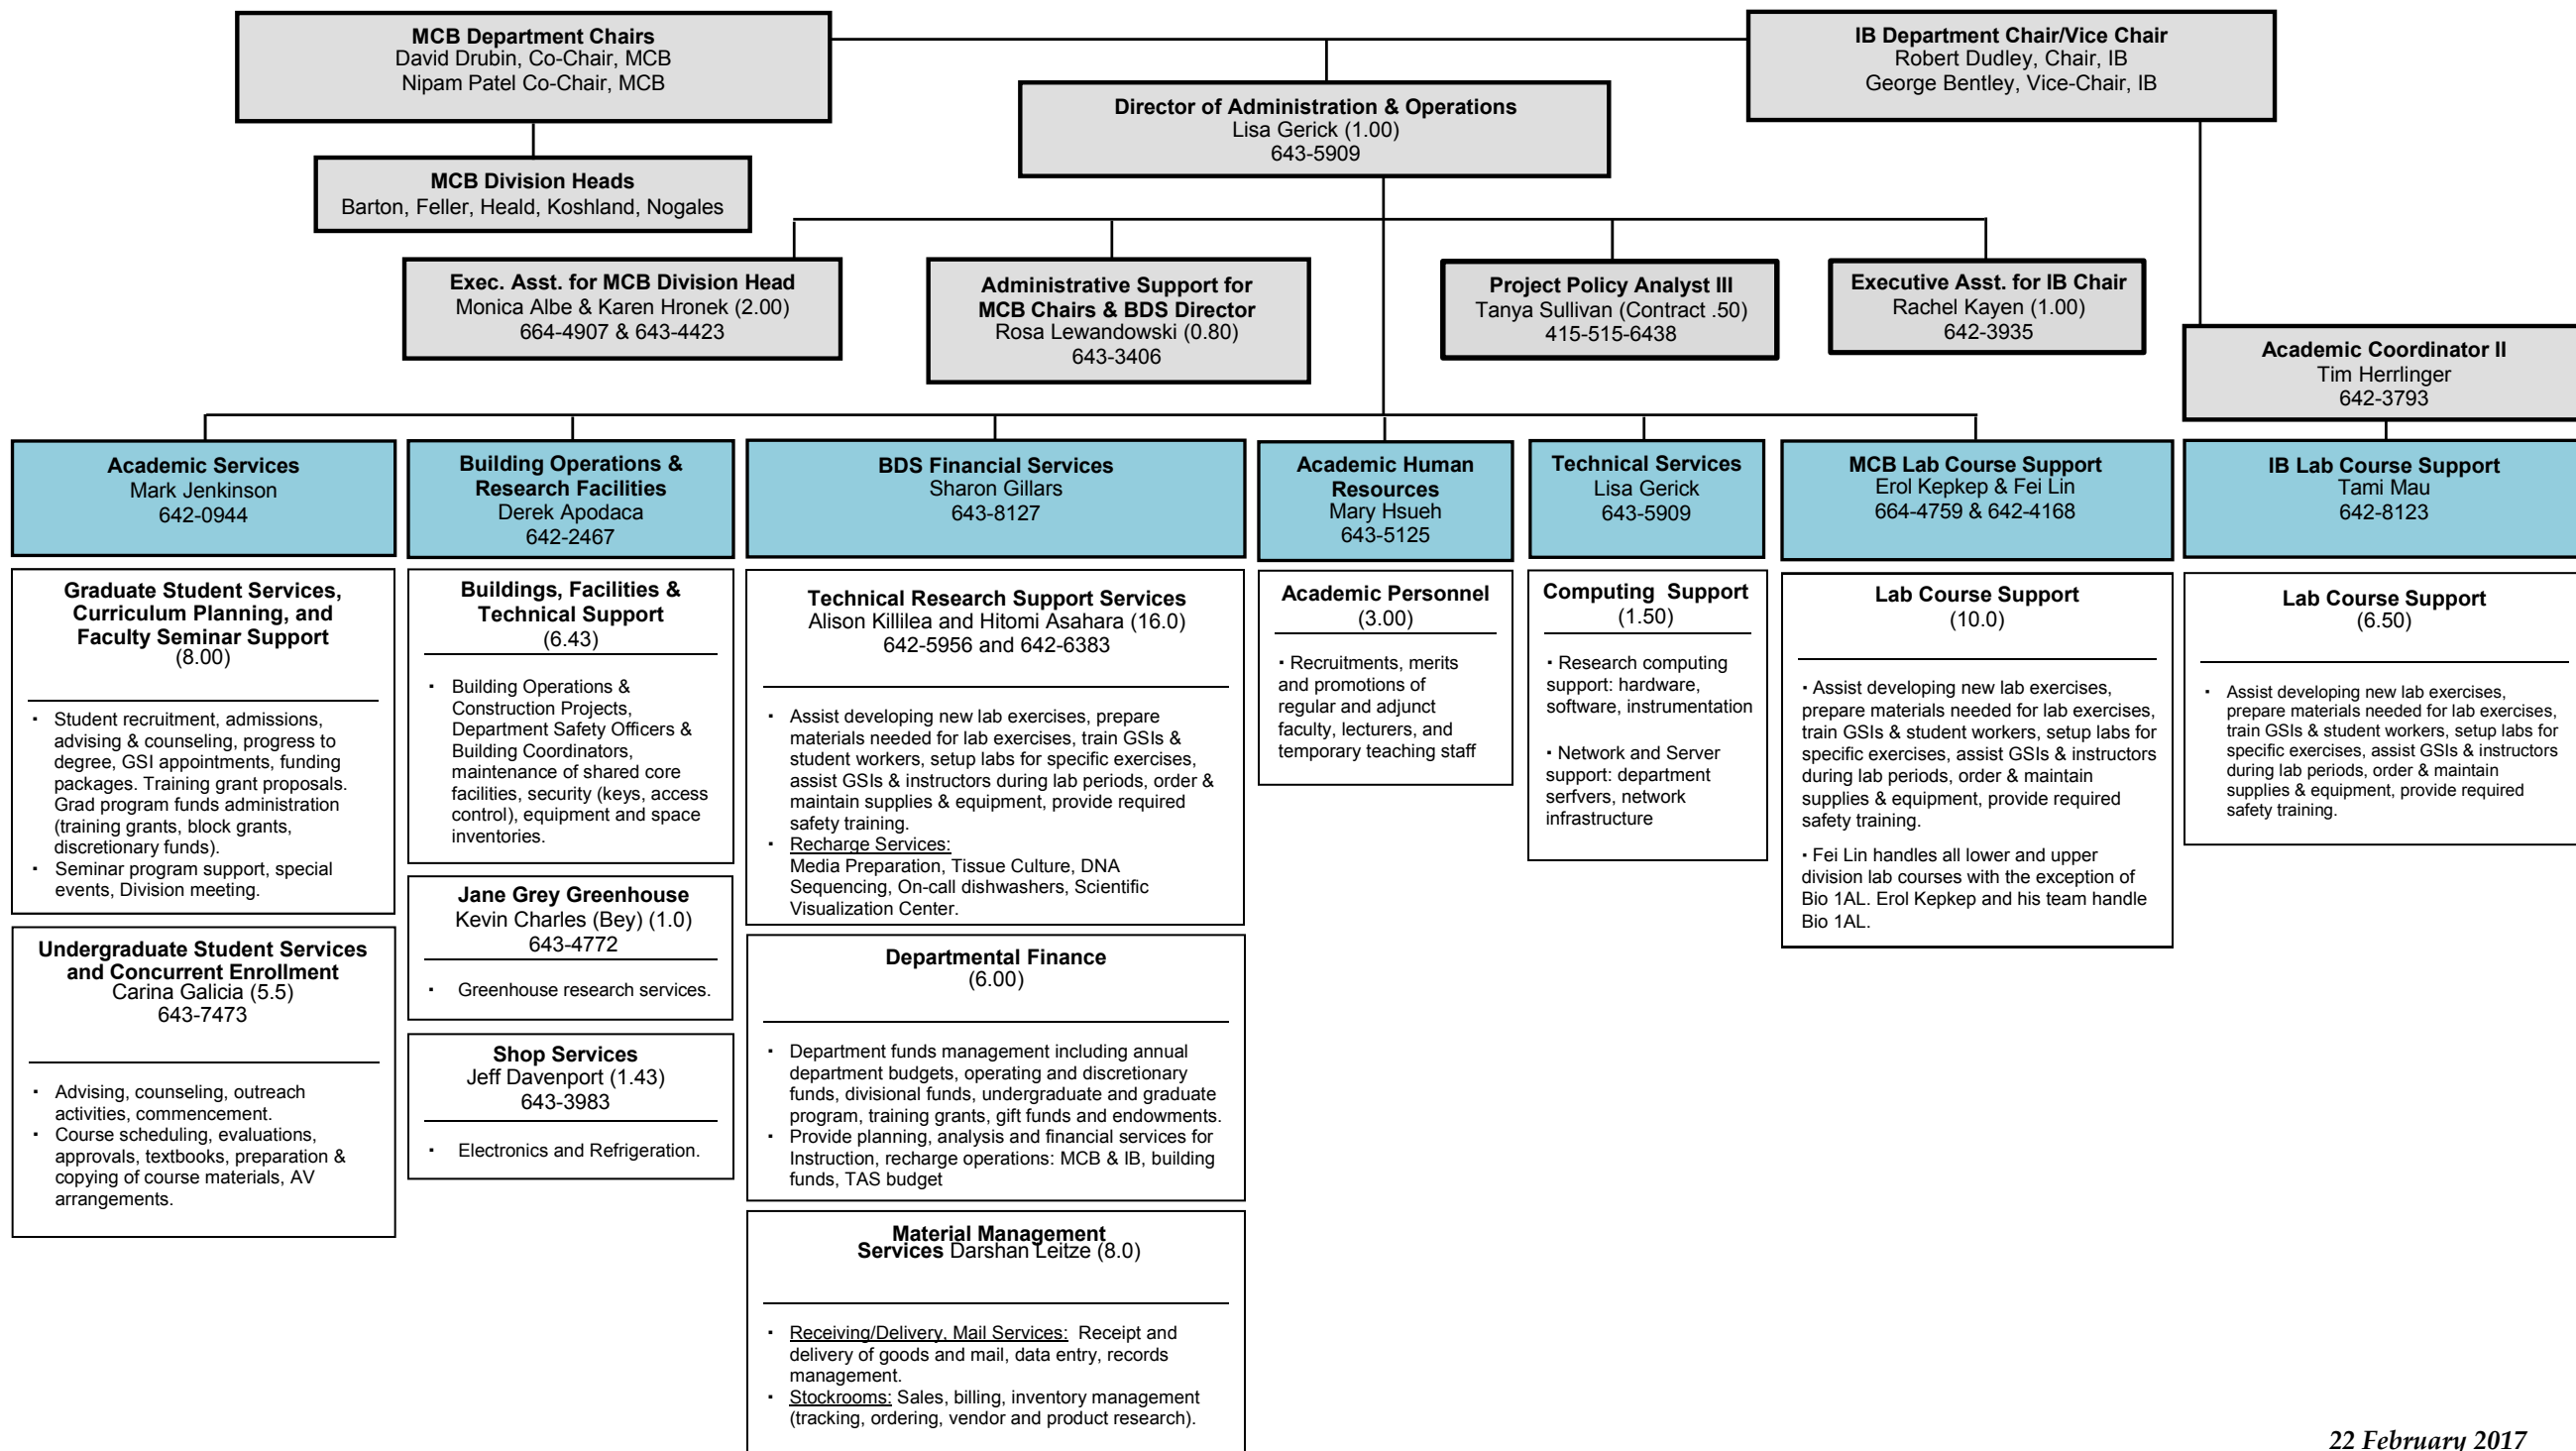 MCB Department Chairs
David Drubin, Co-Chair, MCB
Nipam Patel Co-Chair, MCB
IB Department Chair/Vice Chair
Robert Dudley, Chair, IB
George Bentley, Vice-Chair, IB
Director of Administration & Operations
Lisa Gerick (1.00)
643-5909
MCB Division Heads
Barton, Feller, Heald, Koshland, Nogales
Exec. Asst. for MCB Division Head
Monica Albe & Karen Hronek (2.00)
664-4907 & 643-4423
Administrative Support for
MCB Chairs & BDS Director
Rosa Lewandowski (0.80)
643-3406
Project Policy Analyst III
Tanya Sullivan (Contract .50)
415-515-6438
Executive Asst. for IB Chair
Rachel Kayen (1.00)
642-3935
Academic Coordinator II
Tim Herrlinger
642-3793
Academic Services
Mark Jenkinson
642-0944
Building Operations &
Research Facilities
Derek Apodaca
642-2467
BDS Financial Services
Sharon Gillars
643-8127
Academic Human
Resources
Mary Hsueh
643-5125
Technical Services
Lisa Gerick
643-5909
MCB Lab Course Support
Erol Kepkep & Fei Lin
664-4759 & 642-4168
IB Lab Course Support
Tami Mau
642-8123
Graduate Student Services,
Curriculum Planning, and
Faculty Seminar Support
(8.00)
▪ Student recruitment, admissions,
advising & counseling, progress to
degree, GSI appointments, funding
packages. Training grant proposals.
Grad program funds administration
(training grants, block grants,
discretionary funds).
▪ Seminar program support, special
events, Division meeting.
Undergraduate Student Services
and Concurrent Enrollment
Carina Galicia (5.5)
643-7473
▪ Advising, counseling, outreach
activities, commencement.
▪ Course scheduling, evaluations,
approvals, textbooks, preparation &
copying of course materials, AV
arrangements.
Buildings, Facilities &
Technical Support
(6.43)
▪ Building Operations &
Construction Projects,
Department Safety Officers &
Building Coordinators,
maintenance of shared core
facilities, security (keys, access
control), equipment and space
inventories.
Jane Grey Greenhouse
Kevin Charles (Bey) (1.0)
643-4772
▪ Greenhouse research services.
Shop Services
Jeff Davenport (1.43)
643-3983
▪ Electronics and Refrigeration.
Technical Research Support Services
Alison Killilea and Hitomi Asahara (16.0)
642-5956 and 642-6383
▪ Assist developing new lab exercises, prepare
materials needed for lab exercises, train GSIs &
student workers, setup labs for specific exercises,
assist GSIs & instructors during lab periods, order &
maintain supplies & equipment, provide required
safety training.
▪ Recharge Services:
Media Preparation, Tissue Culture, DNA
Sequencing, On-call dishwashers, Scientific
Visualization Center.
Departmental Finance
(6.00)
▪ Department funds management including annual
department budgets, operating and discretionary
funds, divisional funds, undergraduate and graduate
program, training grants, gift funds and endowments.
▪ Provide planning, analysis and financial services for
Instruction, recharge operations: MCB & IB, building
funds, TAS budget
Material Management
Services Darshan Leitze (8.0)
▪ Receiving/Delivery, Mail Services: Receipt and
delivery of goods and mail, data entry, records
management.
▪ Stockrooms: Sales, billing, inventory management
(tracking, ordering, vendor and product research).
Academic Personnel
(3.00)
▪ Recruitments, merits
and promotions of
regular and adjunct
faculty, lecturers, and
temporary teaching staff
Computing Support
(1.50)
▪ Research computing
support: hardware,
software, instrumentation
▪ Network and Server
support: department
serfvers, network
infrastructure
Lab Course Support
(10.0)
▪ Assist developing new lab exercises,
prepare materials needed for lab exercises,
train GSIs & student workers, setup labs for
specific exercises, assist GSIs & instructors
during lab periods, order & maintain
supplies & equipment, provide required
safety training.
▪ Fei Lin handles all lower and upper
division lab courses with the exception of
Bio 1AL. Erol Kepkep and his team handle
Bio 1AL.
Lab Course Support
(6.50)
▪ Assist developing new lab exercises,
prepare materials needed for lab exercises,
train GSIs & student workers, setup labs for
specific exercises, assist GSIs & instructors
during lab periods, order & maintain
supplies & equipment, provide required
safety training.
22 February 2017